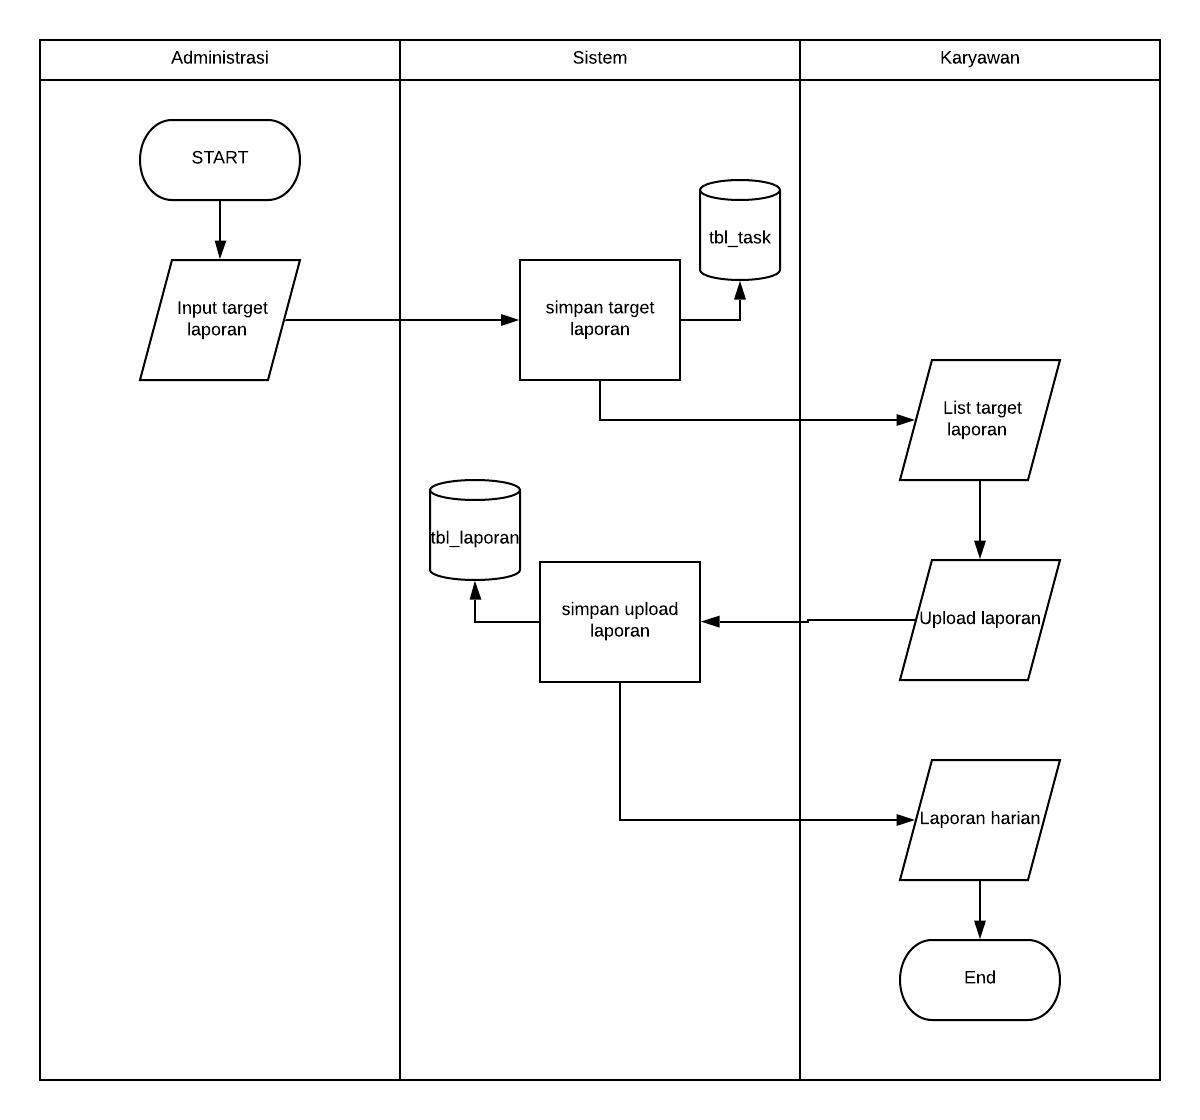 Administrasi
Sistem
Karyawan
START
tbl_task
Input target
laporan
simpan target
laporan
List target
laporan
tbl_laporan
simpan upload
laporan
Upload laporan
Laporan harian
End